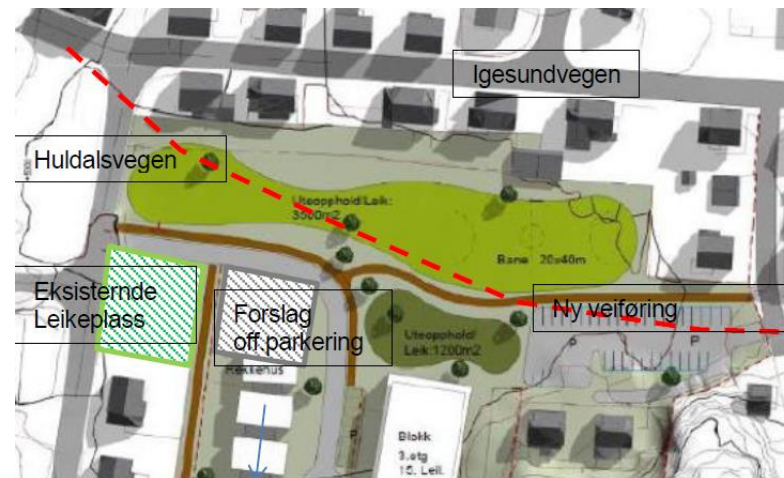 Igesundvegen
Huldalsvegen
Uteopphold/Leik:
3500m2
Bane 20x40m
Eksisternde
Leikeplass
Forslag
off parkering
Ny veiføring
Uteopphold/
Leik:1200m2
P
P
Rekkehus
P
Blokk
3.etg
15. Leil.